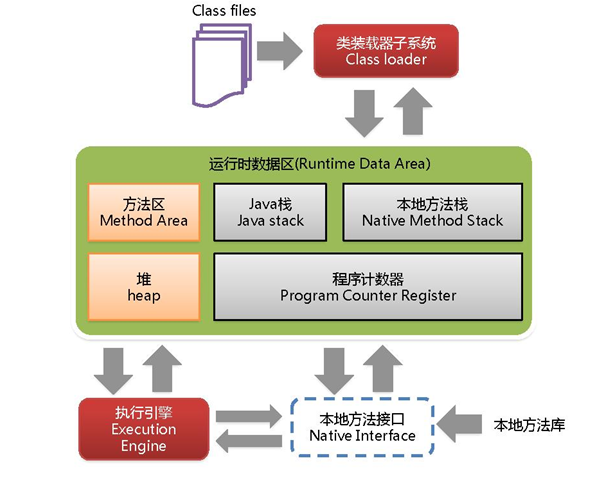 Class files
类装载器子系统
Class loader
运行时数据区(Runtime Data Area)
方法区
Method Area
Java栈
Java stack
本地方法栈
Native Method Stack
堆
heap
程序计数器
Program Counter Register
执行引擎
Execution
Engine
本地方法接口
Native Interface
本地方法库